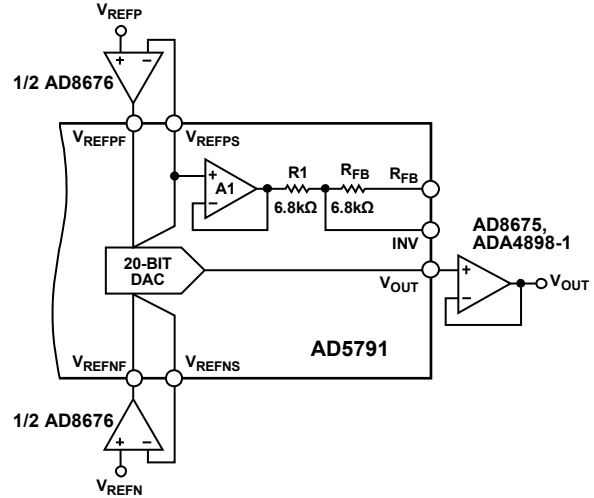 VREFP
+ −
1/2 AD8676
VREFPF
VREFPS
+
−
A1
R1
6.8kΩ
RFB
6.8kΩ
RFB
INV
20-BIT
DAC
VOUT
AD8675,
ADA4898-1
+
−
VOUT
AD5791
VREFNF
VREFNS
1/2 AD8676
+ −
VREFN